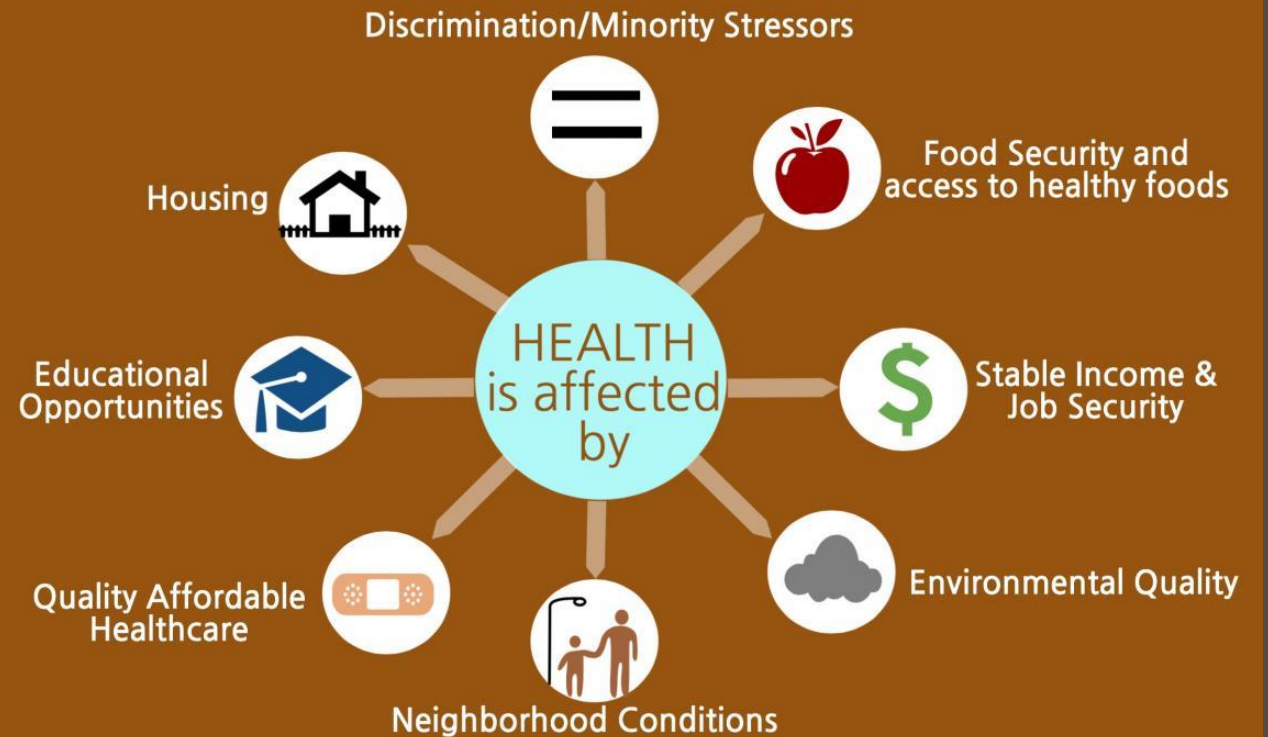 Discrimination/Minority Stressors
Food Security and
access to healthy foods
Housing
HEALTH
is affected
by
Educational
Opportunities
Stable Income &
Job Security
Quality Affordable
Healthcare
Environmental Quality
Neighborhood Conditions